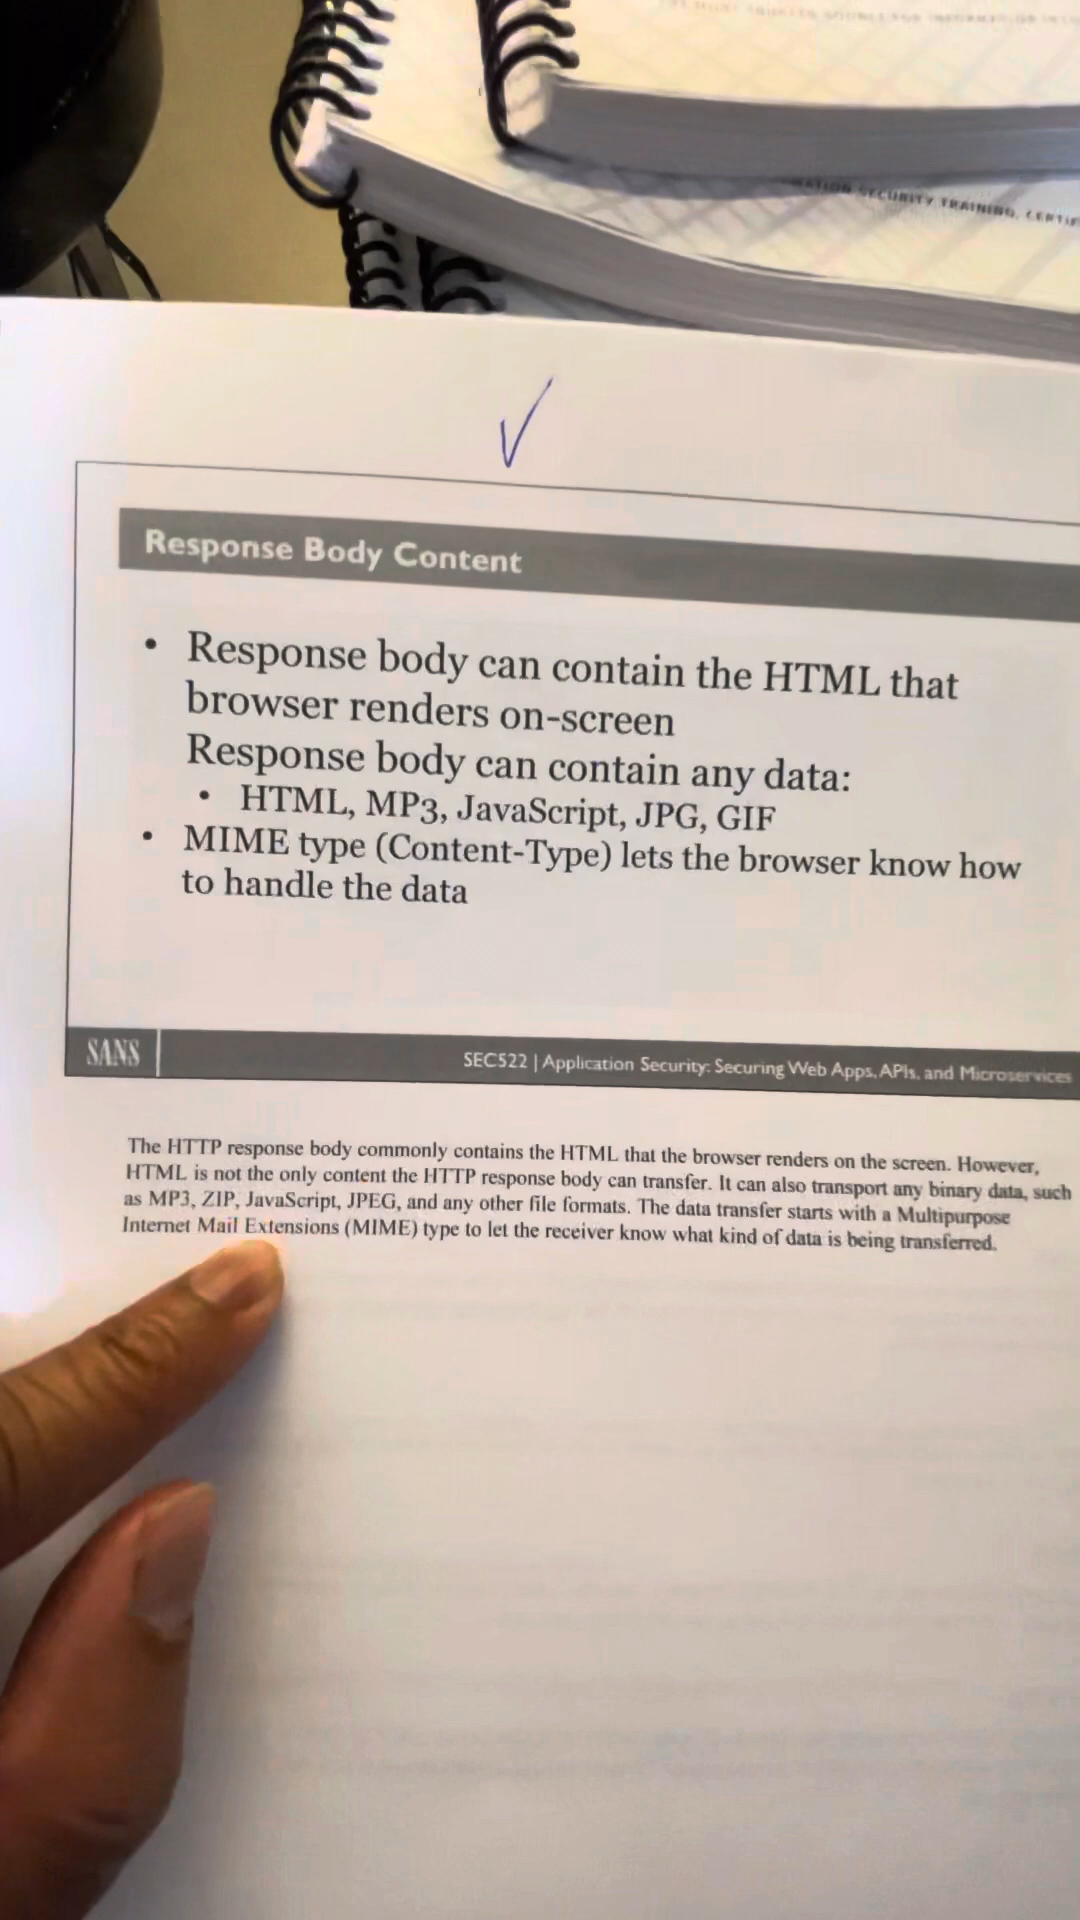 SECURITY TRAINING, CERTIF
Response Body Content
• Response body can contain the HTML that
browser renders on-screen
Response body can contain any data:
• HTML, MP3, JavaScript, JPG, GIF
• MIME type (Content-Type) lets the browser know how
to handle the data
SANS
SEC522 | Application Security: Securing Web Apps, APIs, and Microservices
The HTTP response body commonly contains the HTML that the browser renders on the screen. However,
HTML is not the only content the HTTP response body can transfer. It can also transport any binary data, such
as MP3, ZIP, JavaScript, JPEG, and any other file formats. The data transfer starts with a Multipurpose
Internet Mail Extensions (MIME) type to let the receiver know what kind of data is being transferred.